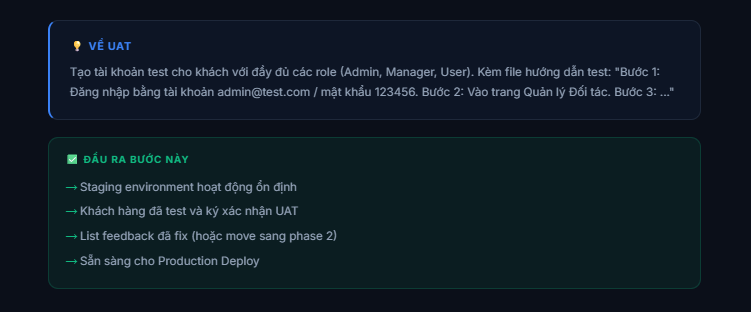 VỀ UAT
Tạo tài khoản test cho khách với đầy đủ các role (Admin, Manager, User). Kèm file hướng dẫn test: "Bước 1:
Đăng nhập bằng tài khoản admin@test.com / mật khẩu 123456. Bước 2: Vào trang Quản lý Đối tác. Bước 3: ..."
ĐẦU RA BƯỚC NÀY
→ Staging environment hoạt động ổn định
→ Khách hàng đã test và ký xác nhận UAT
→ List feedback đã fix (hoặc move sang phase 2)
→ Sẵn sàng cho Production Deploy